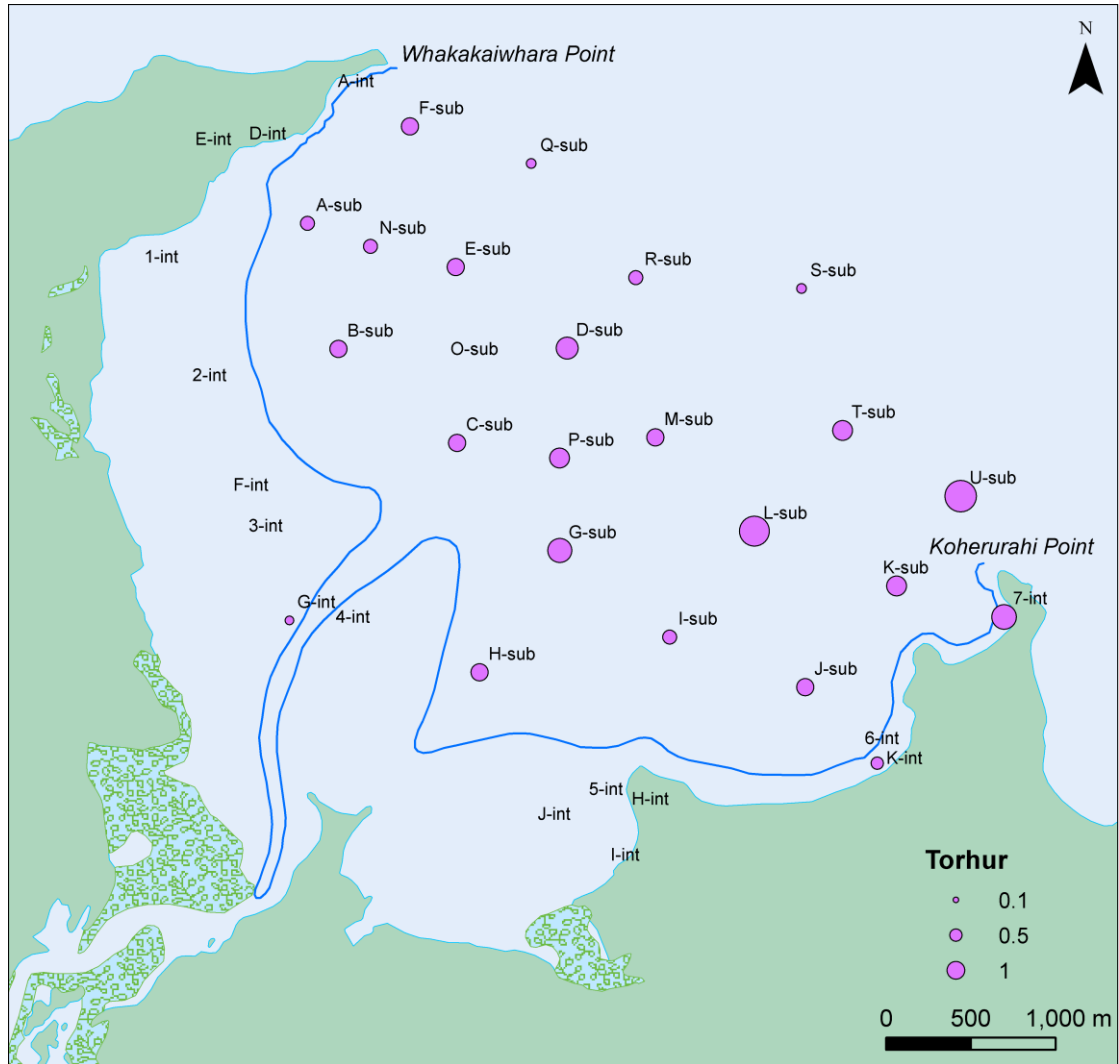 Whakakaiwhara Point
N
A-int
F-sub
E-int
D-int
Q-sub
A-sub
N-sub
E-sub
1-int
R-sub
S-sub
B-sub
O-sub
D-sub
2-int
C-sub
P-sub
M-sub
T-sub
F-int
3-int
U-sub
L-sub
G-sub
Koherurahi Point
K-sub
G-int
4-int
7-int
I-sub
H-sub
J-sub
6-int
K-int
5-int
H-int
J-int
I-int
Torhur
0.1
0.5
1
0 500 1,000 m